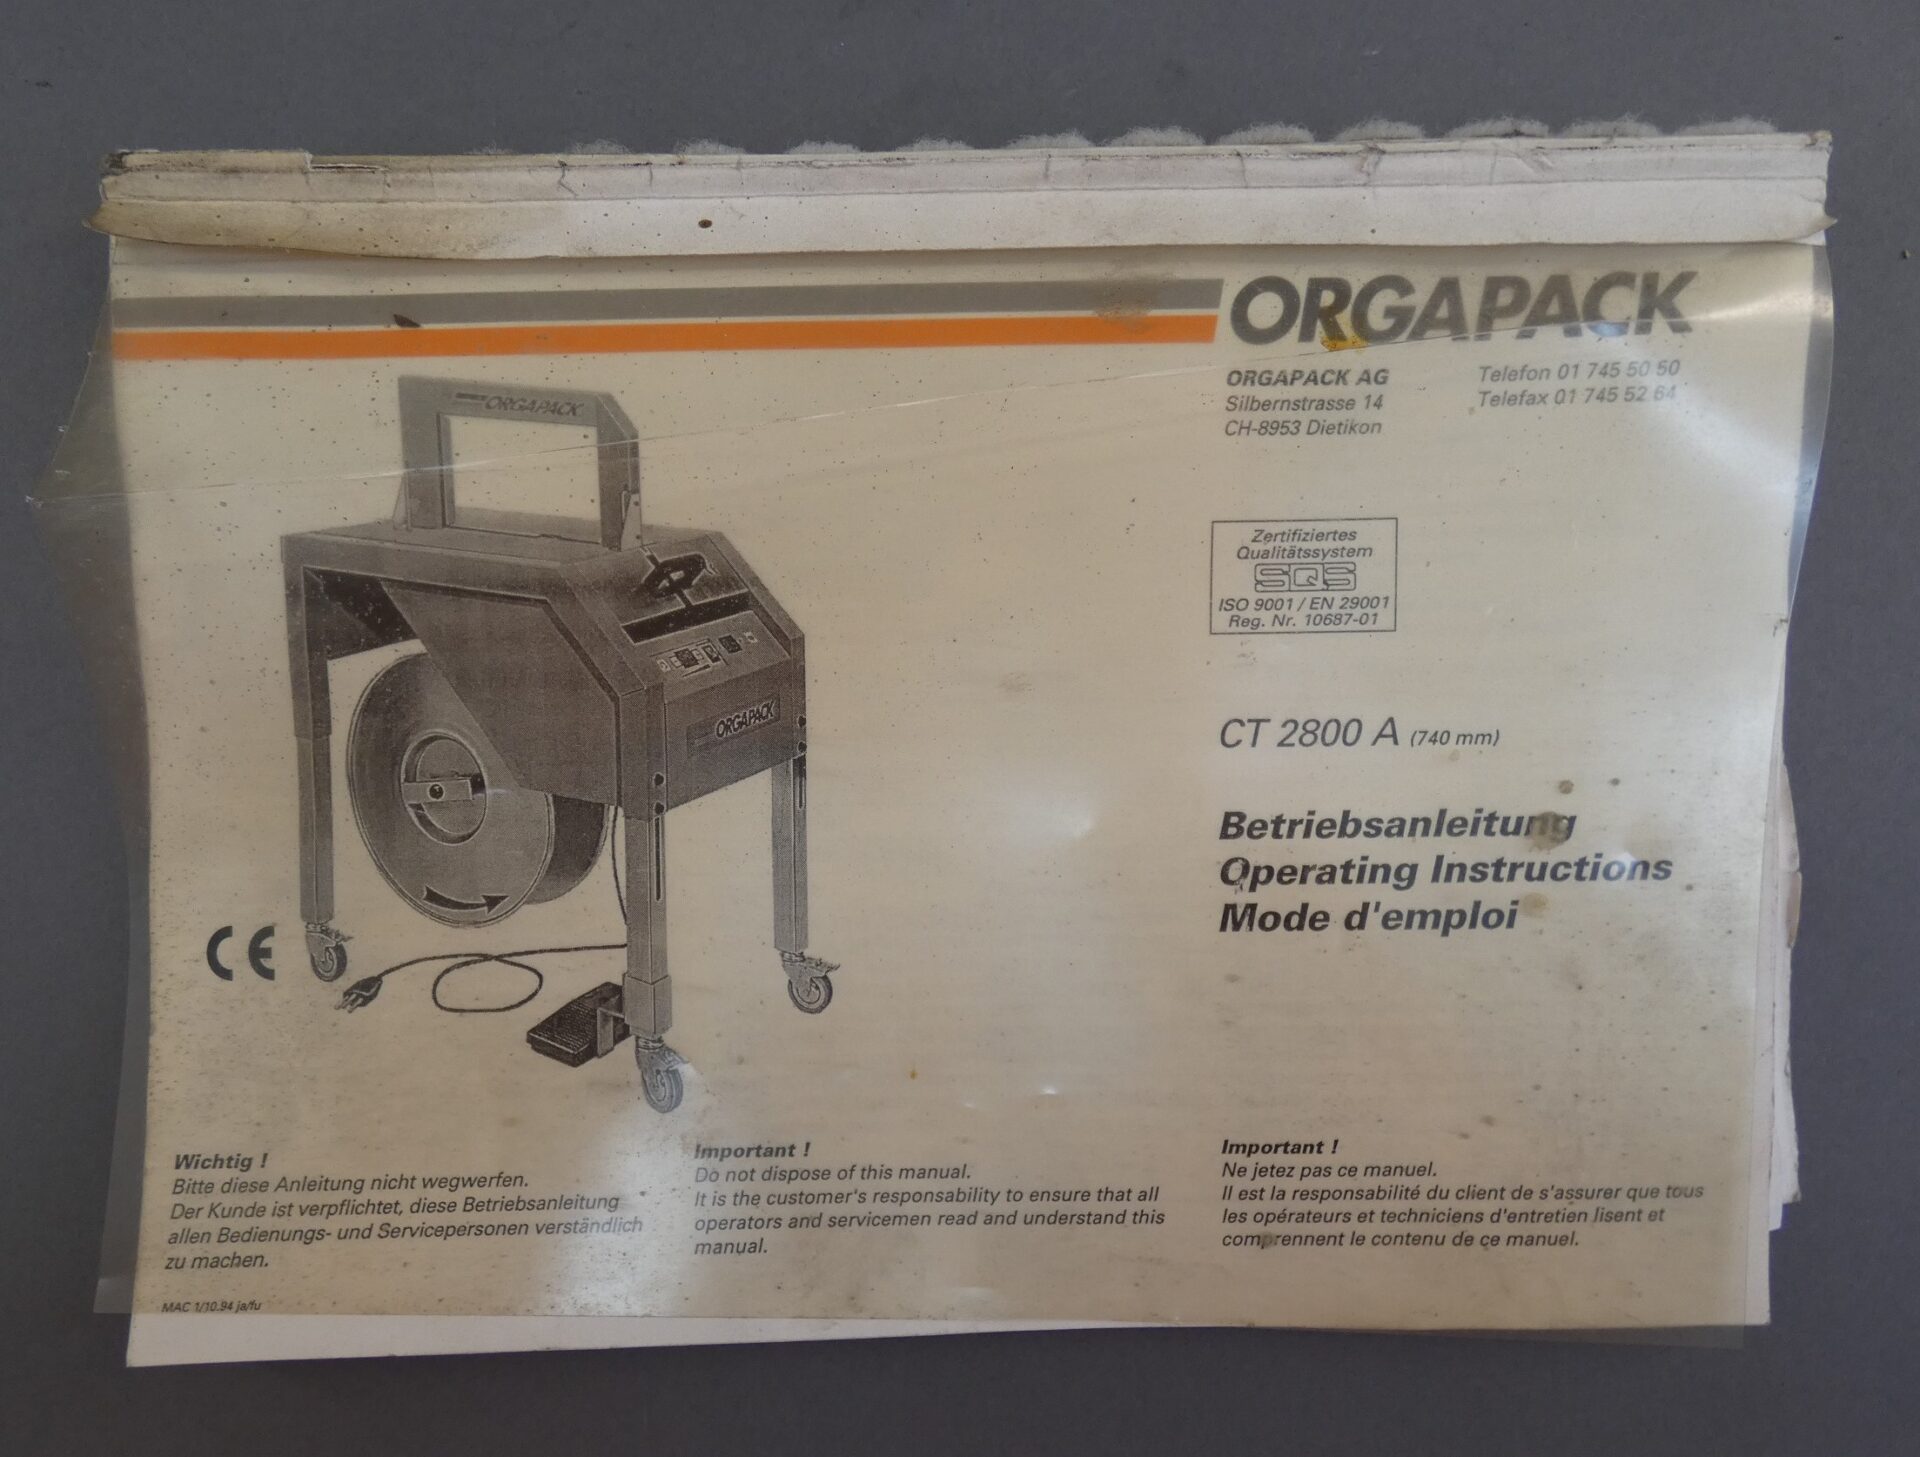 ORGAPACK
ORGAPACK AG
Silbernstrasse 14
CH-8953 Dietikon
Telefon 01 745 50 50
Telefax 01 745 52 64
ORGAPACK
ORGAPACK
Zertifiziertes
Qualitätssystem
SQS
ISO 9001 / EN 29001
Reg. Nr. 10687-01
CT 2800 A (740 mm)
Betriebsanleitung
Operating Instructions
Mode d'emploi
CE
Wichtig !
Bitte diese Anleitung nicht wegwerfen.
Der Kunde ist verpflichtet, diese Betriebsanleitung
allen Bedienungs- und Servicepersonen verständlich
zu machen.
Important !
Do not dispose of this manual.
It is the customer's responsability to ensure that all
operators and servicemen read and understand this
manual.
Important !
Ne jetez pas ce manuel.
Il est la responsabilité du client de s'assurer que tous
les opérateurs et techniciens d'entretien lisent et
comprennent le contenu de ce manuel.
MAC 1/10.94 ja/fu